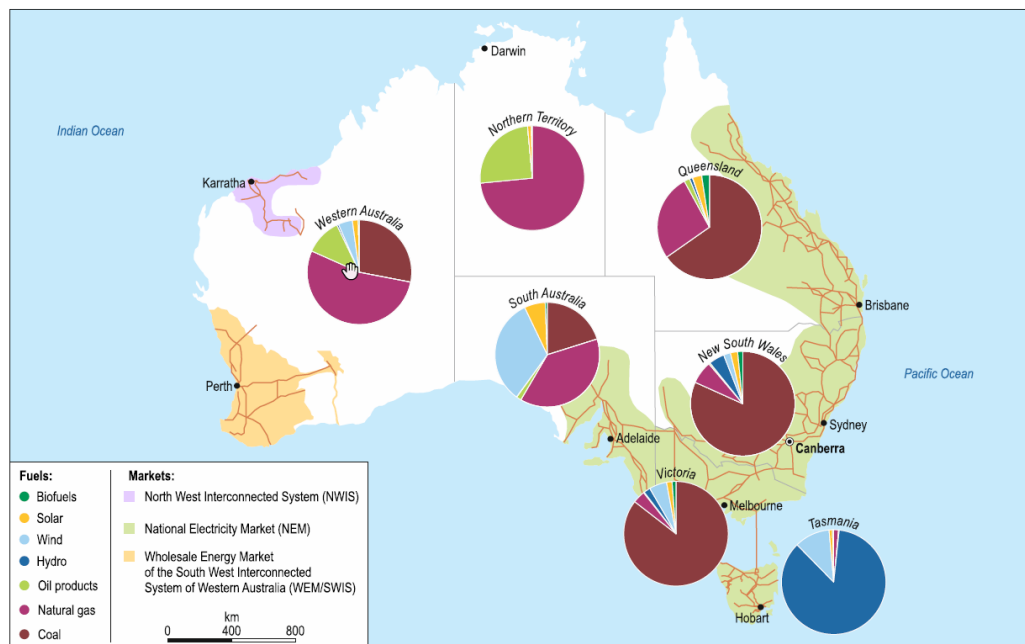 Darwin
Indian Ocean
Northern Territory
Queensland
Karratha
Western Australia
South Australia
Brisbane
New South Wales
Perth
Pacific Ocean
Sydney
Adelaide
Canberra
Victoria
Melbourne
Tasmania
Hobart
Fuels:
Biofuels
Solar
Wind
Hydro
Oil products
Natural gas
Coal
Markets:
North West Interconnected System (NWIS)
National Electricity Market (NEM)
Wholesale Energy Market
of the South West Interconnected
System of Western Australia (WEM/SWIS)
km
0 400 800